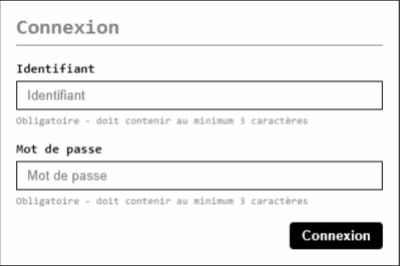 Connexion
Identifiant
Identifiant
Obligatoire - doit contenir au minimum 3 caractères
Mot de passe
Mot de passe
Obligatoire - doit contenir au minimum 3 caractères
Connexion